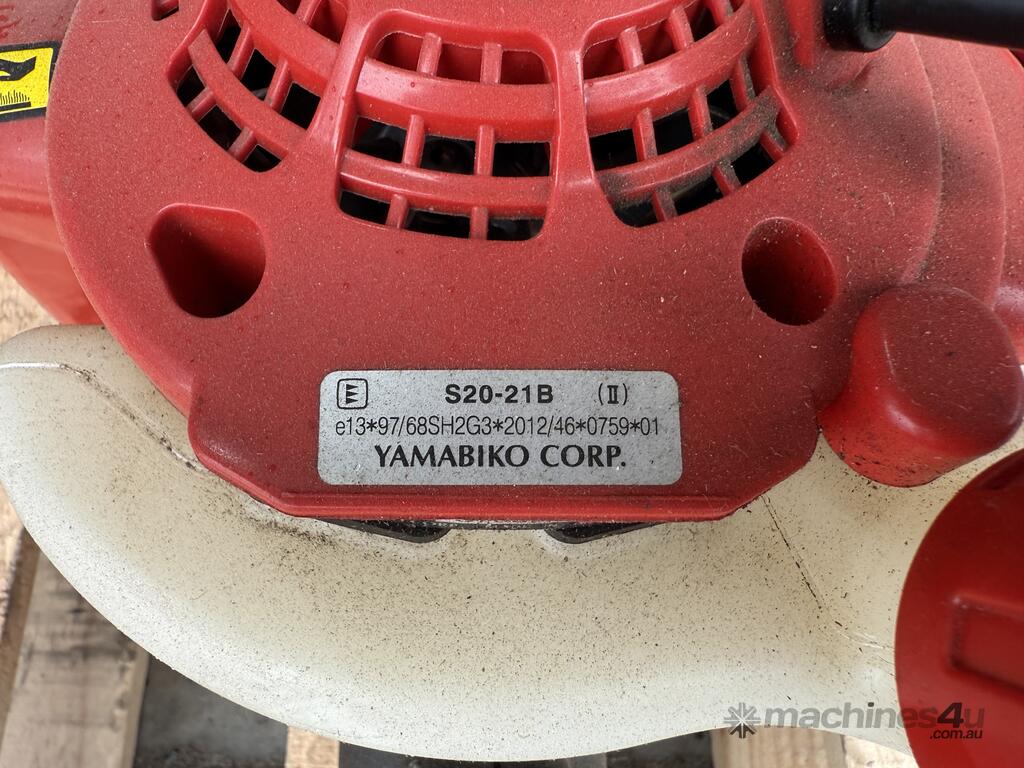 S20-21B (II)
e13*97/68SH2G3*2012/46*0759*01
YAMABIKO CORP.
machines4u
.com.au